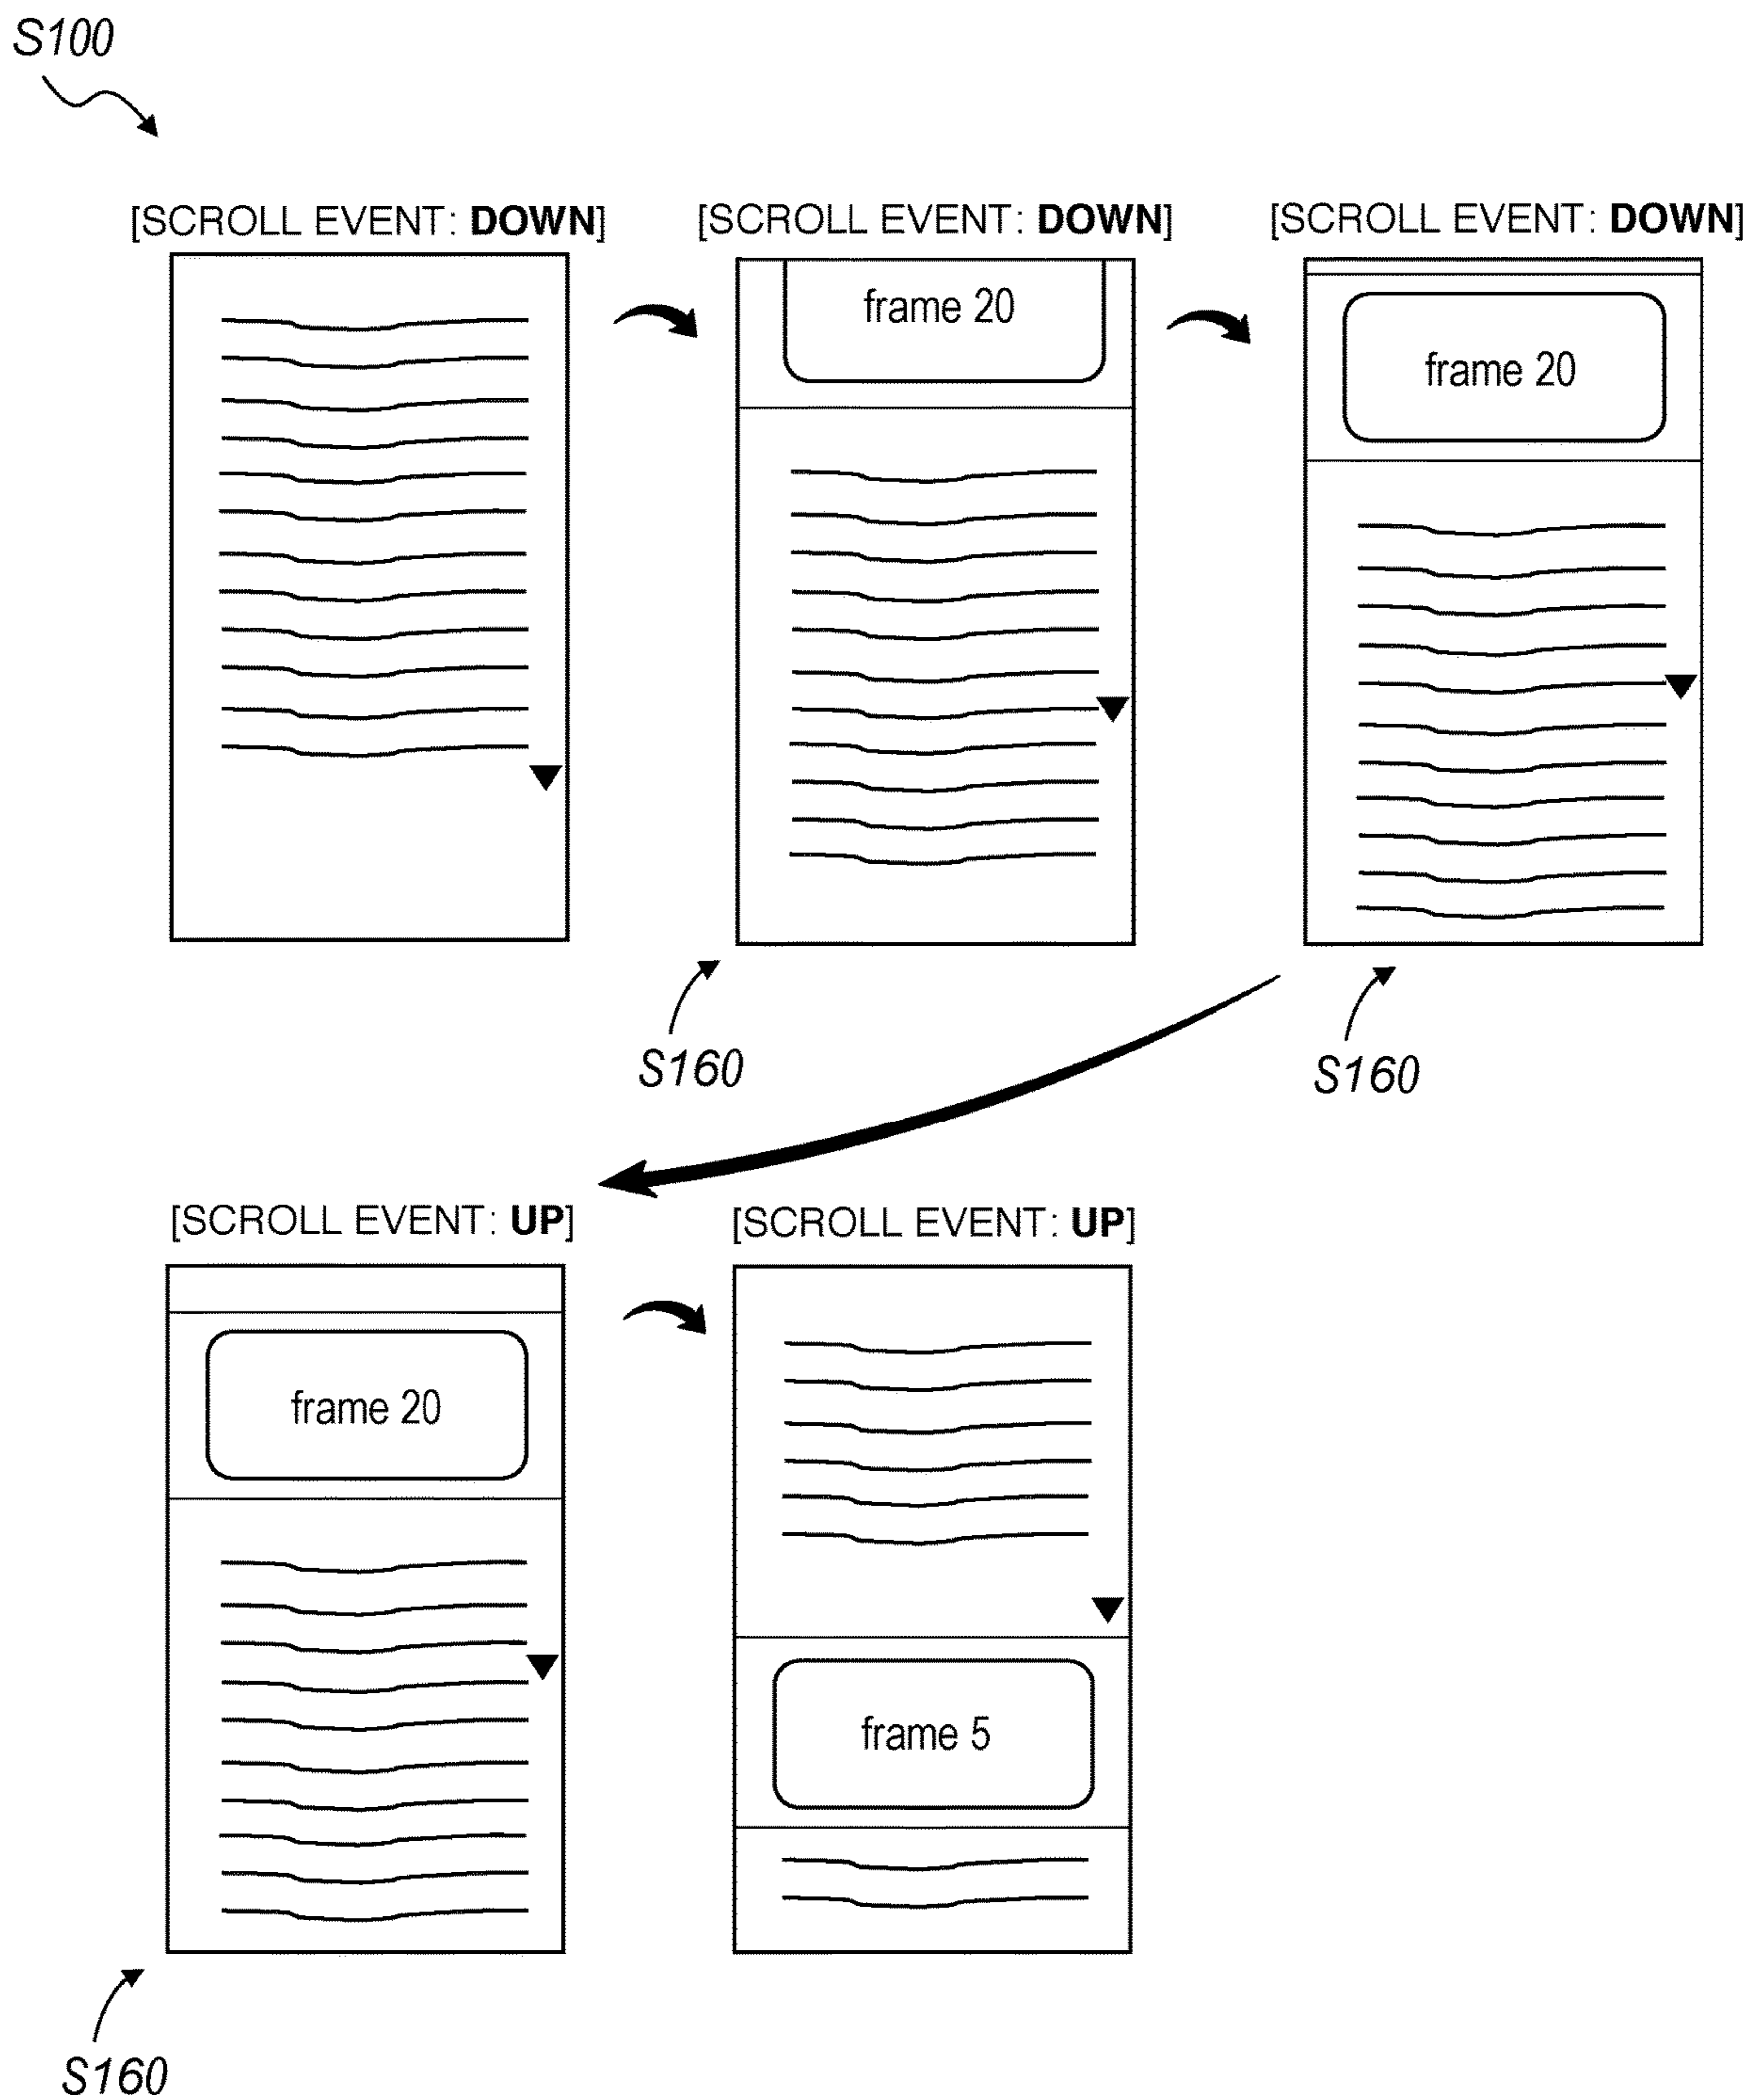 S100
[SCROLL EVENT: DOWN]
[SCROLL EVENT: DOWN]
[SCROLL EVENT: DOWN]
frame 20
frame 20
S160
S160
[SCROLL EVENT: UP]
[SCROLL EVENT: UP]
frame 20
frame 5
S160